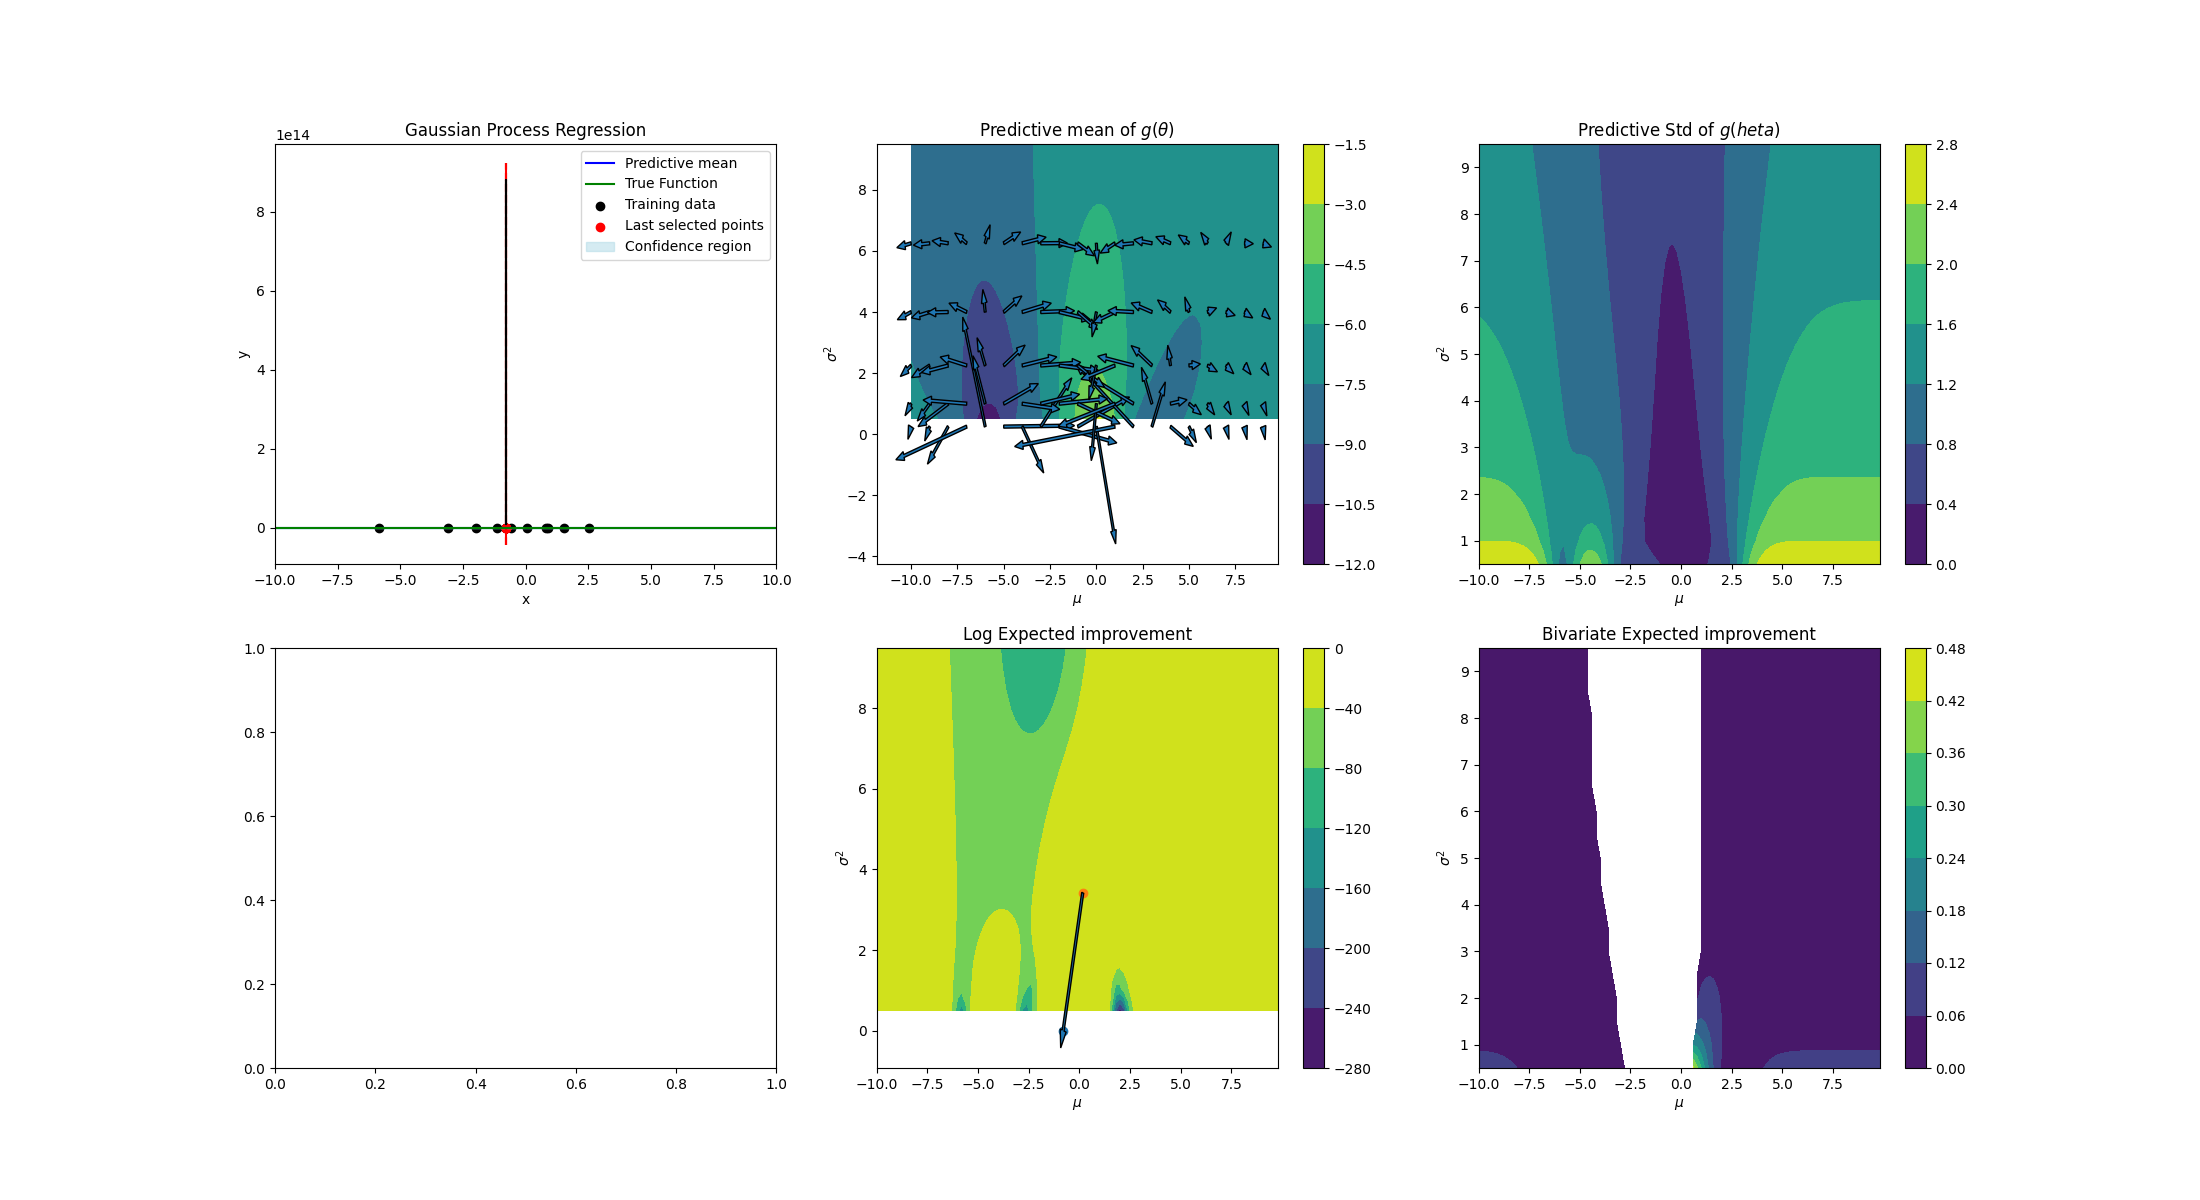 Gaussian Process Regression
1e14
8
6
4
2
0
y
−10.0 −7.5 −5.0 −2.5 0.0 2.5 5.0 7.5 10.0
x
Predictive mean
True Function
Training data
Last selected points
Confidence region
Predictive mean of g(θ)
8
6
4
2
0
−2
−4
σ²
−10.0 −7.5 −5.0 −2.5 0.0 2.5 5.0 7.5
μ
−1.5
−3.0
−4.5
−6.0
−7.5
−9.0
−10.5
−12.0
Predictive Std of g(heta)
9
8
7
6
5
4
3
2
1
σ²
−10.0 −7.5 −5.0 −2.5 0.0 2.5 5.0 7.5
μ
2.8
2.4
2.0
1.6
1.2
0.8
0.4
0.0
1.0
0.8
0.6
0.4
0.2
0.0
0.0 0.2 0.4 0.6 0.8 1.0
Log Expected improvement
8
6
4
2
0
σ²
−10.0 −7.5 −5.0 −2.5 0.0 2.5 5.0 7.5
μ
0
−40
−80
−120
−160
−200
−240
−280
Bivariate Expected improvement
9
8
7
6
5
4
3
2
1
σ²
−10.0 −7.5 −5.0 −2.5 0.0 2.5 5.0 7.5
μ
0.48
0.42
0.36
0.30
0.24
0.18
0.12
0.06
0.00